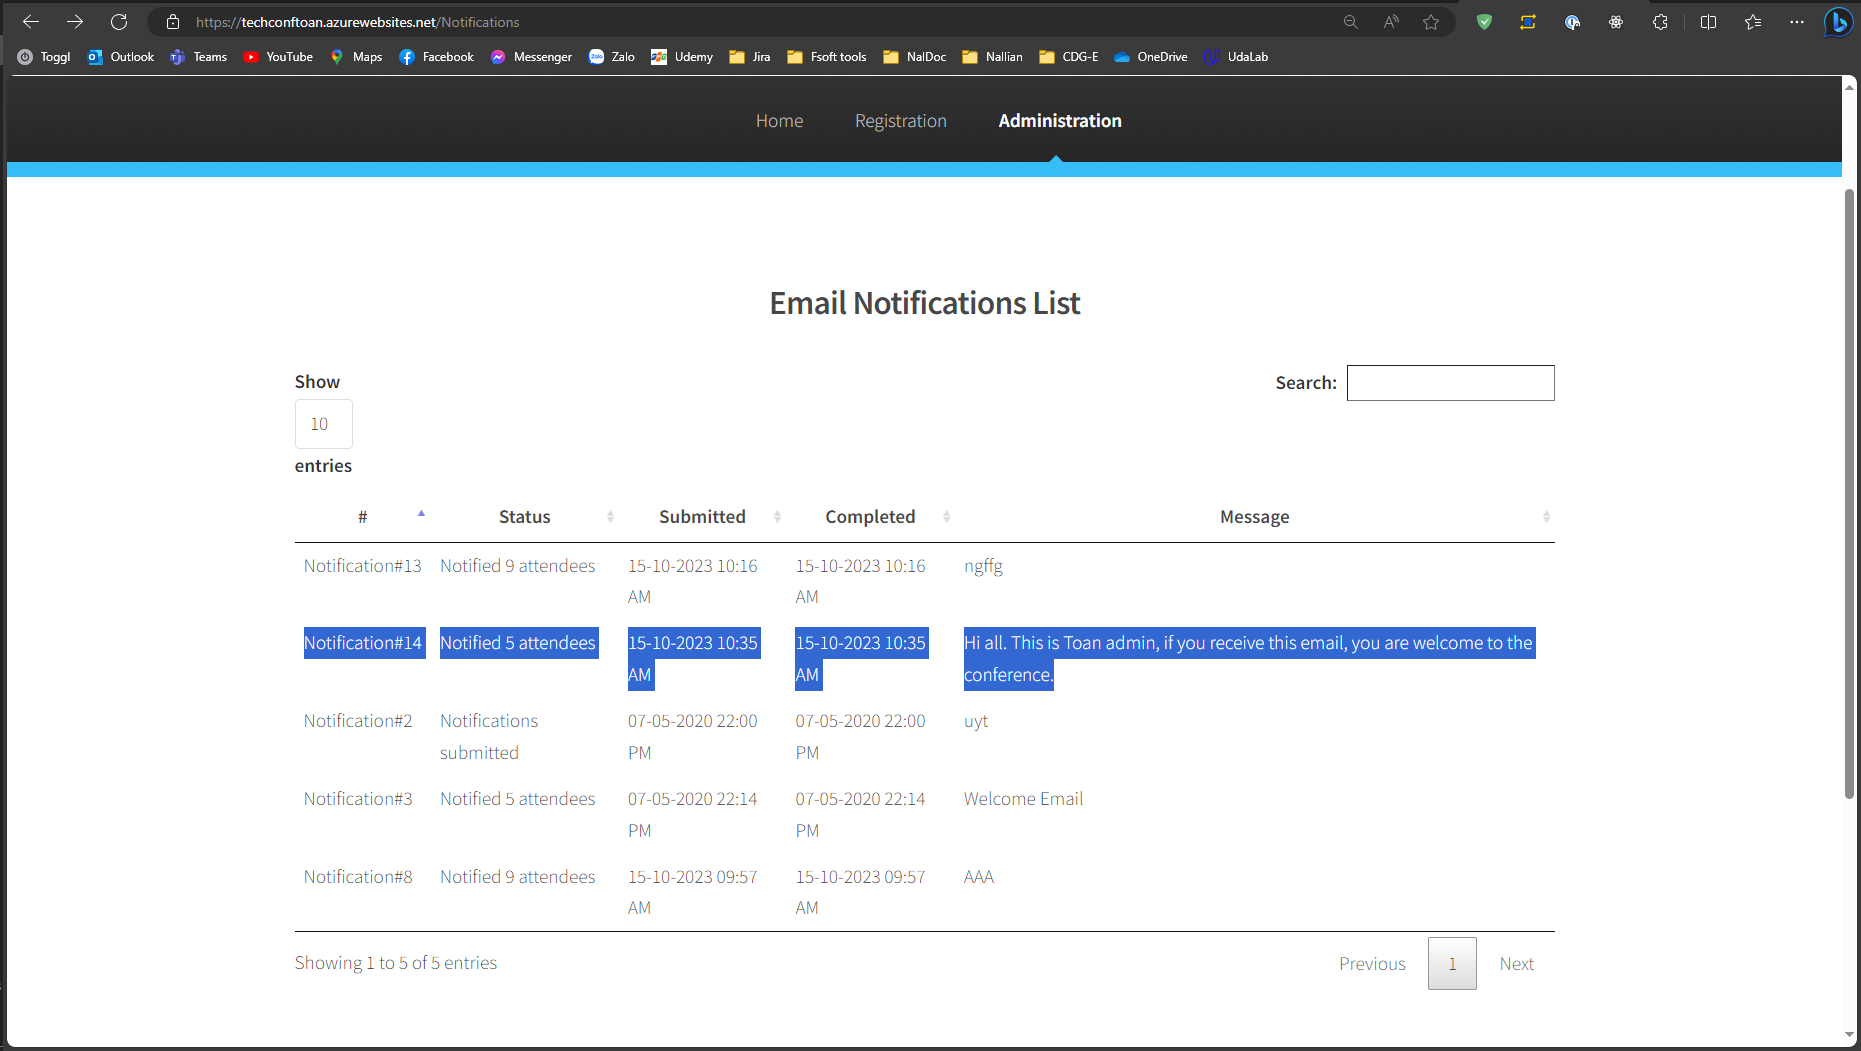 https://techconftoan.azurewebsites.net/Notifications
Toggl Outlook Teams YouTube Maps Facebook Messenger Zalo Udemy Jira Fsoft tools NalDoc Nallian CDG-E OneDrive UdaLab
Home Registration Administration
Email Notifications List
Show
Search:
10
entries
# Status Submitted Completed Message
Notification#13 Notified 9 attendees 15-10-2023 10:16 15-10-2023 10:16 ngffg
AM AM
Notification#14 Notified 5 attendees 15-10-2023 10:35 15-10-2023 10:35 Hi all. This is Toan admin, if you receive this email, you are welcome to the
AM AM conference.
Notification#2 Notifications 07-05-2020 22:00 07-05-2020 22:00 uyt
submitted PM PM
Notification#3 Notified 5 attendees 07-05-2020 22:14 07-05-2020 22:14 Welcome Email
PM PM
Notification#8 Notified 9 attendees 15-10-2023 09:57 15-10-2023 09:57 AAA
AM AM
Showing 1 to 5 of 5 entries
Previous 1 Next